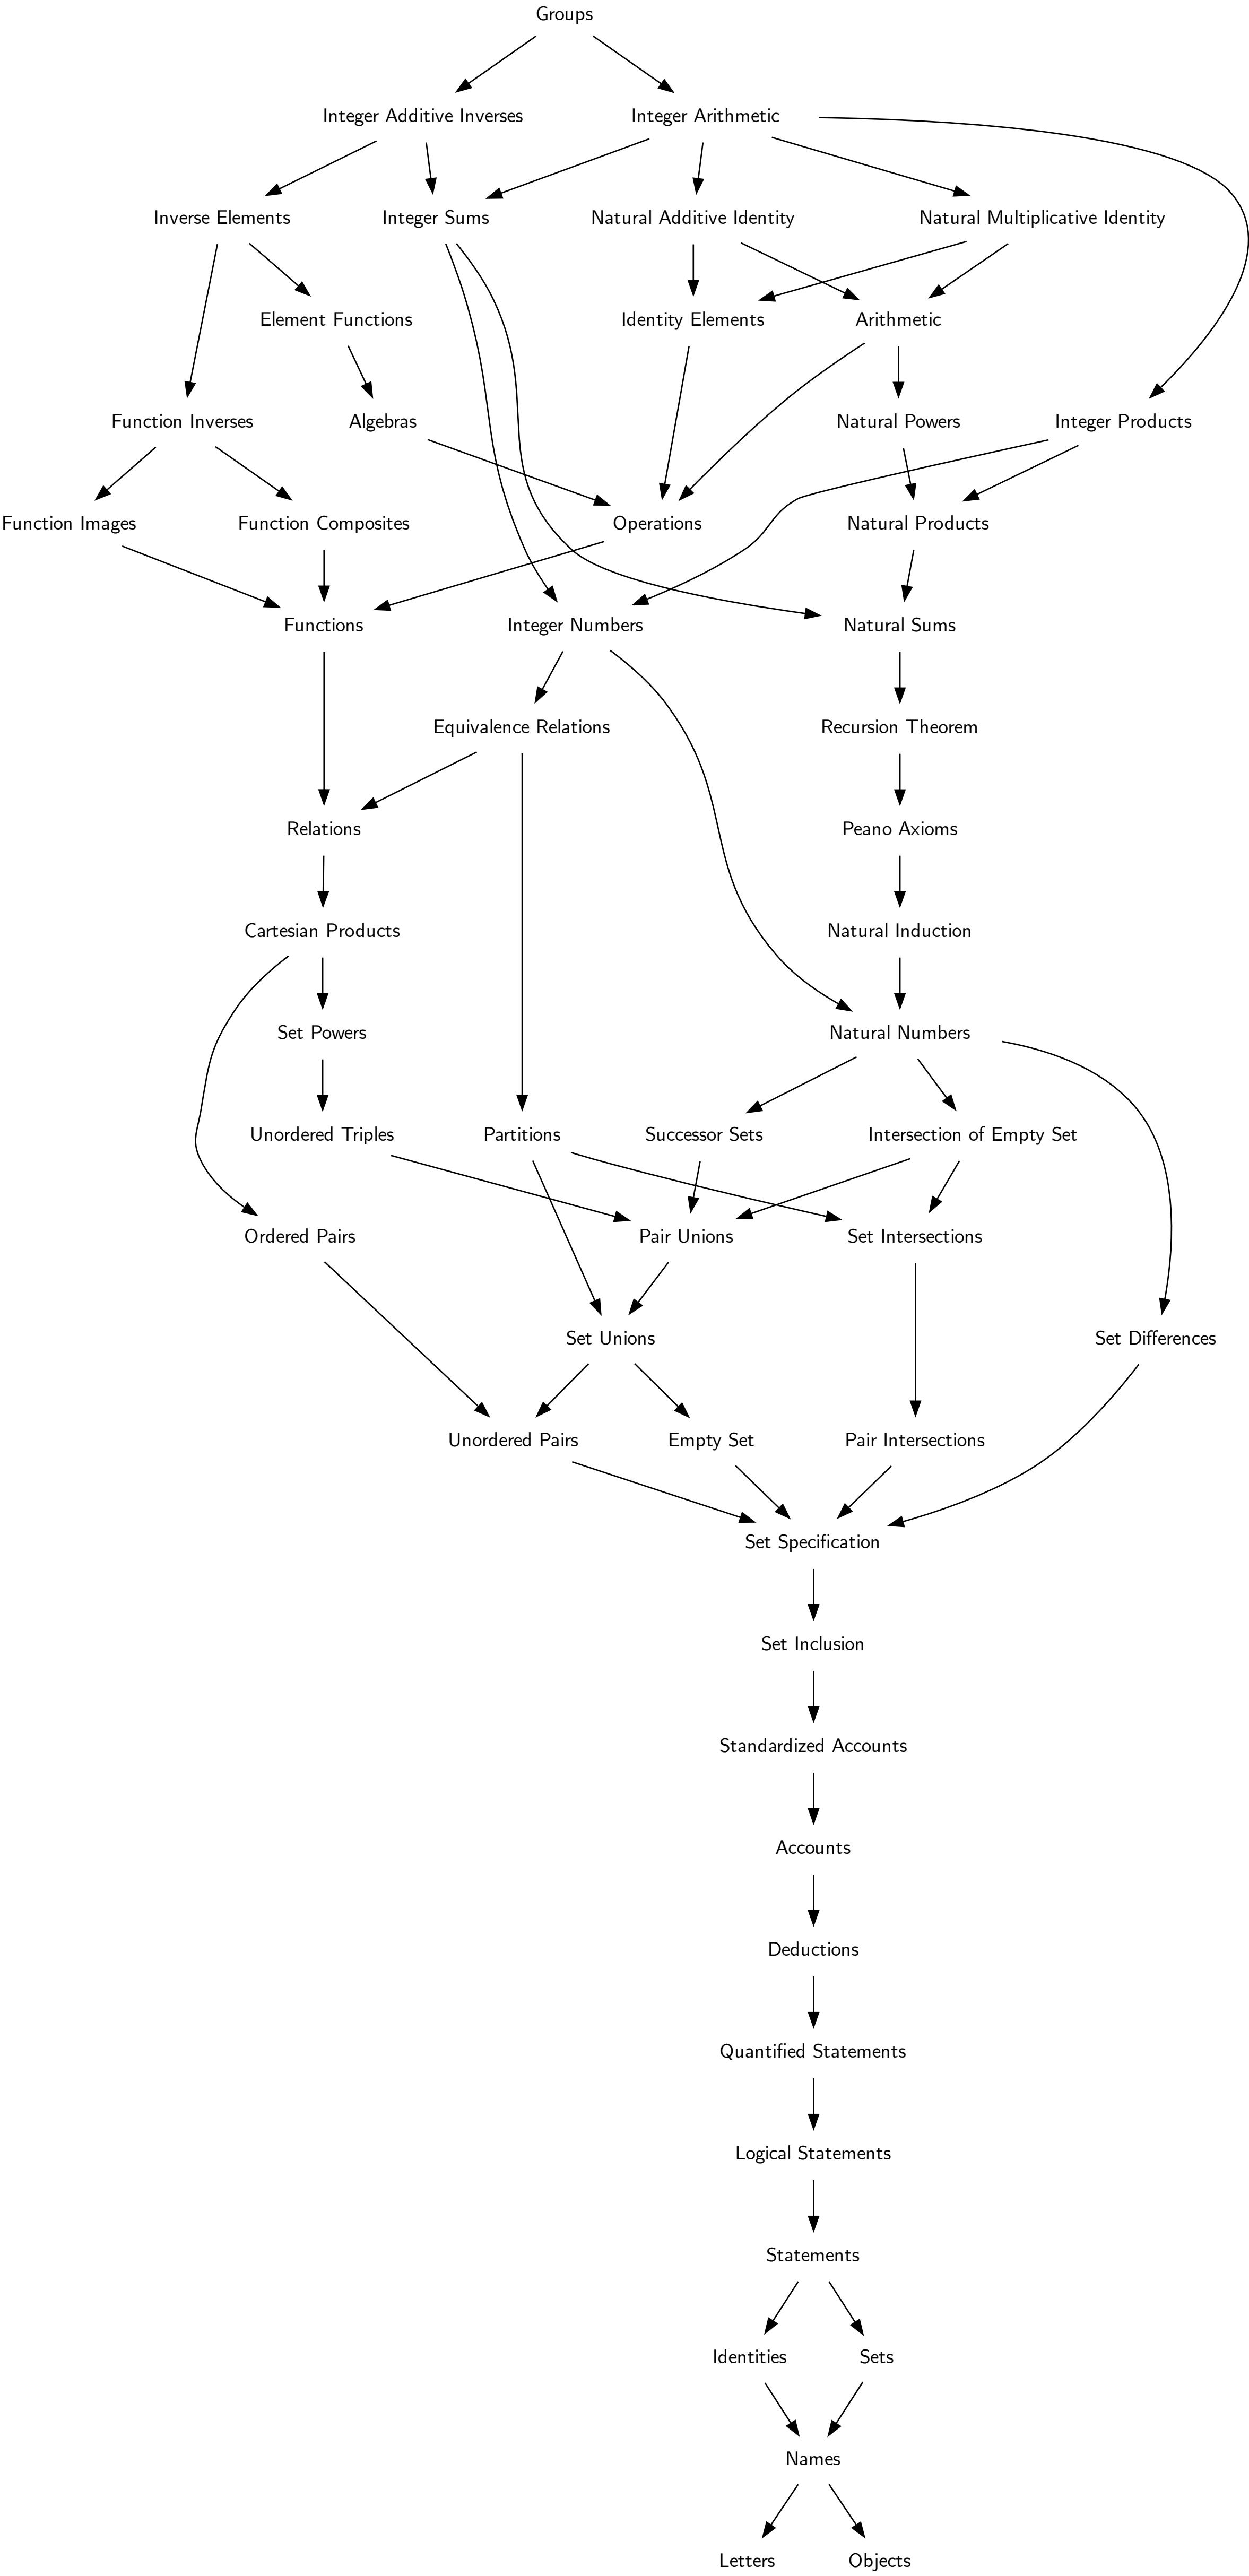 Groups
Integer Additive Inverses
Integer Arithmetic
Inverse Elements
Integer Sums
Natural Additive Identity
Natural Multiplicative Identity
Element Functions
Identity Elements
Arithmetic
Function Inverses
Algebras
Natural Powers
Integer Products
Function Images
Function Composites
Operations
Natural Products
Functions
Integer Numbers
Natural Sums
Equivalence Relations
Recursion Theorem
Relations
Peano Axioms
Cartesian Products
Natural Induction
Set Powers
Natural Numbers
Unordered Triples
Partitions
Successor Sets
Intersection of Empty Set
Ordered Pairs
Pair Unions
Set Intersections
Set Unions
Set Differences
Unordered Pairs
Empty Set
Pair Intersections
Set Specification
Set Inclusion
Standardized Accounts
Accounts
Deductions
Quantified Statements
Logical Statements
Statements
Identities
Sets
Names
Letters
Objects